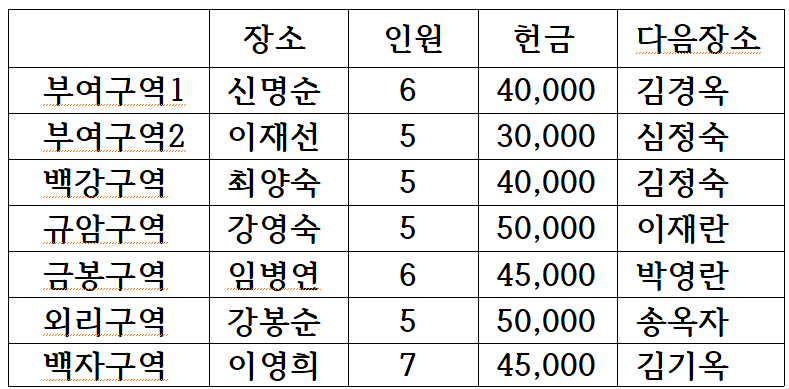 장소 인원 헌금 다음장소
부여구역1 신명순 6 40,000 김경옥
부여구역2 이재선 5 30,000 심정숙
백강구역 최양숙 5 40,000 김정숙
규암구역 강영숙 5 50,000 이재란
금봉구역 임병연 6 45,000 박영란
외리구역 강봉순 5 50,000 송옥자
백자구역 이영희 7 45,000 김기옥